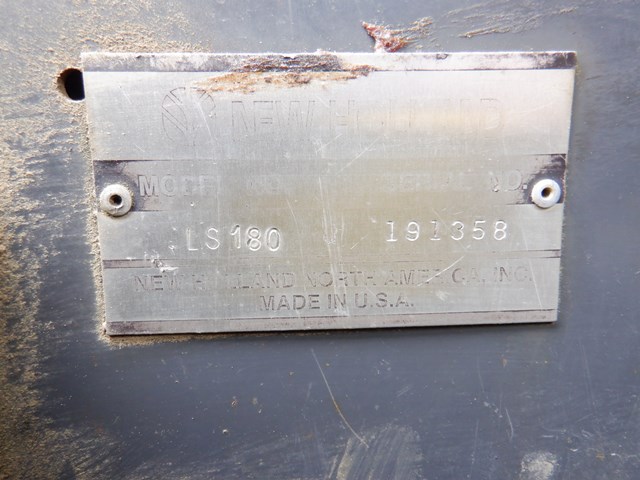 NEW HOLLAND
MODEL NO. SERIAL NO.
LS180 191358
NEW HOLLAND NORTH AMERICA, INC.
MADE IN U.S.A.